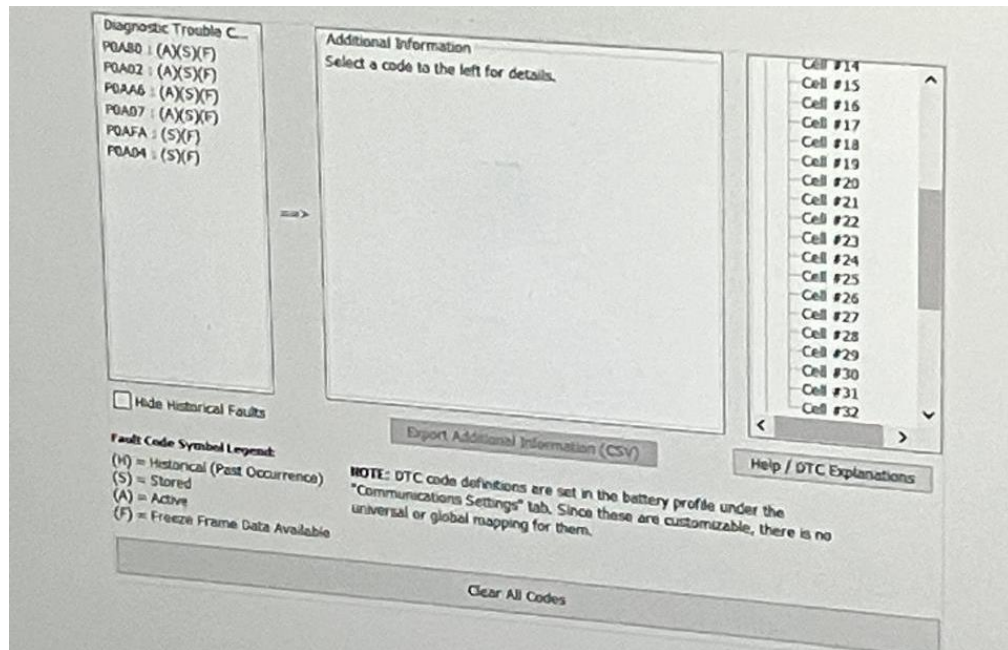 Diagnostic Trouble C...
P0A80 : (A)(S)(F)
P0A02 : (A)(S)(F)
P0AA6 : (A)(S)(F)
P0A07 : (A)(S)(F)
P0AFA : (S)(F)
P0A04 : (S)(F)
Hide Historical Faults
Fault Code Symbol Legend:
(H) = Historical (Past Occurrence)
(S) = Stored
(A) = Active
(F) = Freeze Frame Data Available
==>
Additional Information
Select a code to the left for details.
Export Additional Information (CSV)
NOTE: DTC code definitions are set in the battery profile under the
"Communications Settings" tab. Since these are customizable, there is no
universal or global mapping for them.
Cell #14
Cell #15
Cell #16
Cell #17
Cell #18
Cell #19
Cell #20
Cell #21
Cell #22
Cell #23
Cell #24
Cell #25
Cell #26
Cell #27
Cell #28
Cell #29
Cell #30
Cell #31
Cell #32
Help / DTC Explanations
Clear All Codes